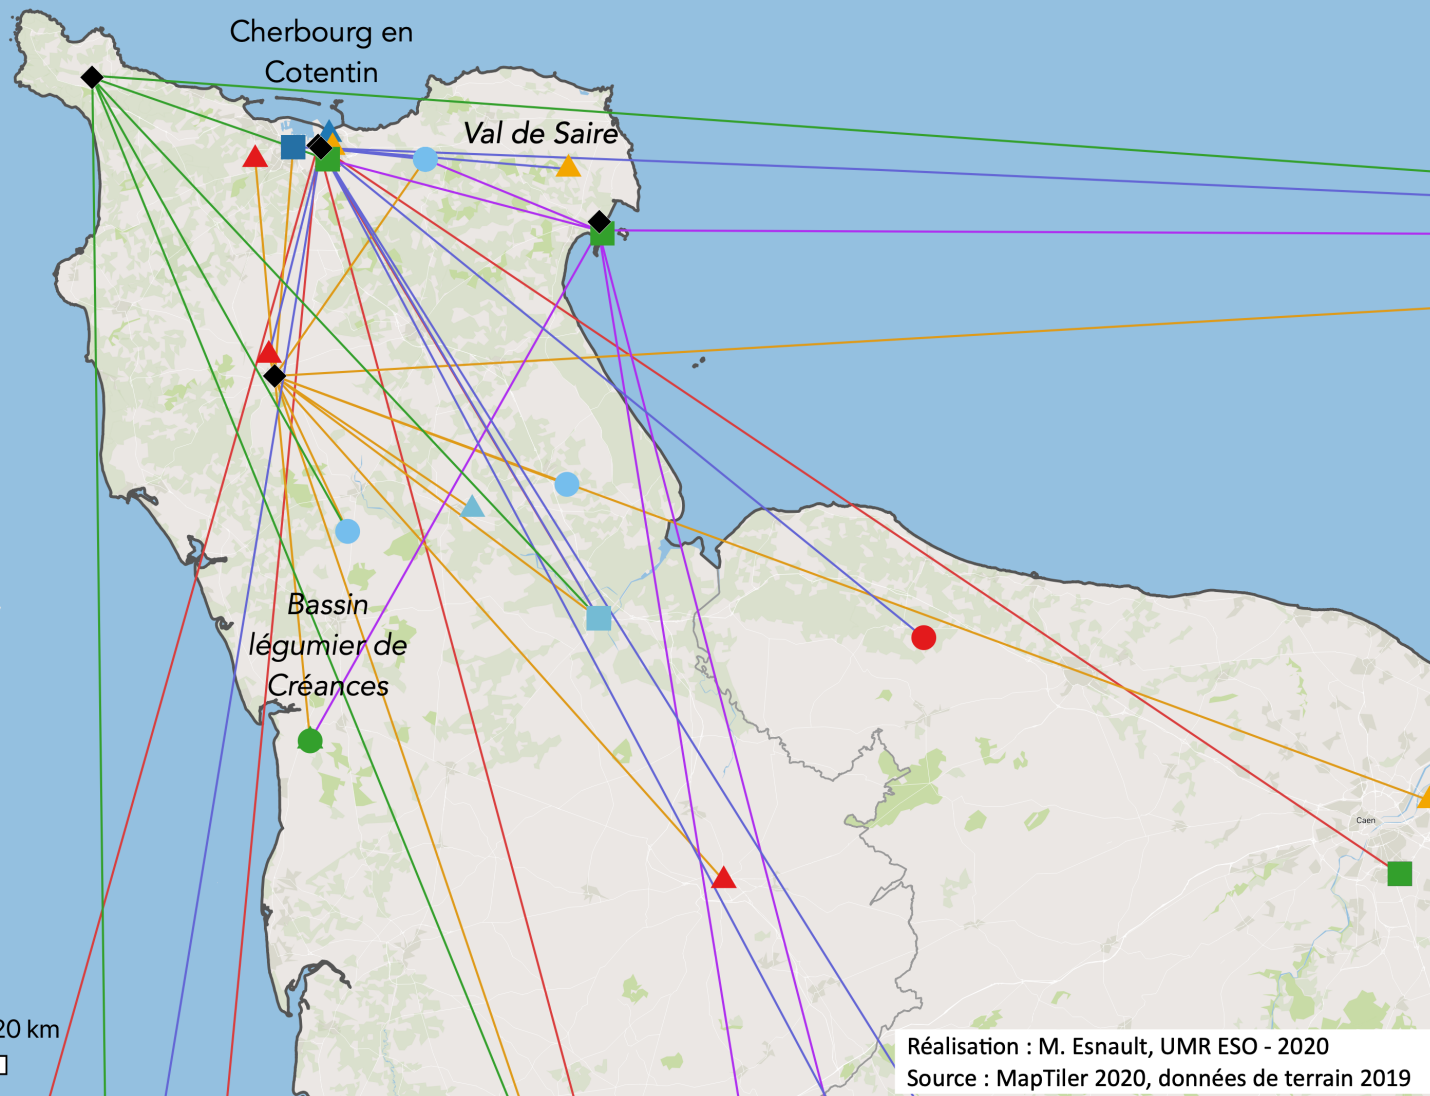 Cherbourg en
Cotentin
Val de Saire
Bassin
légumier de
Créances
Caen
20 km
Réalisation : M. Esnault, UMR ESO - 2020
Source : MapTiler 2020, données de terrain 2019